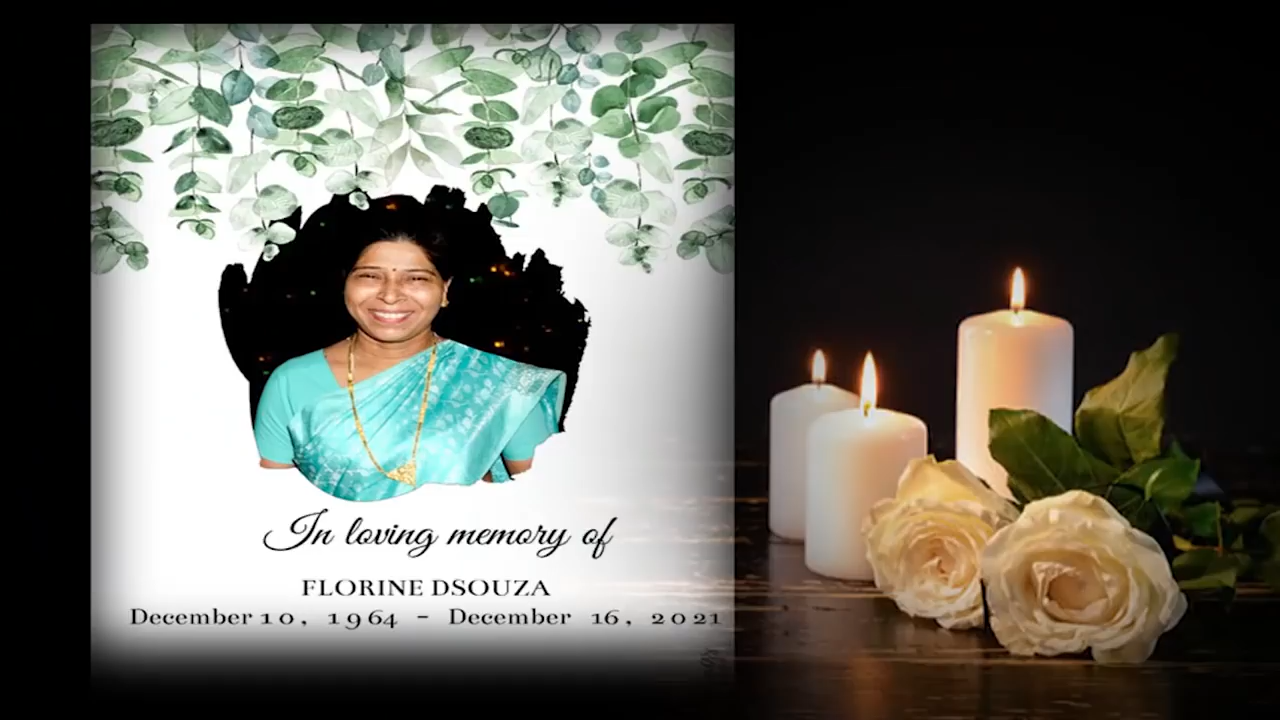 In loving memory of
FLORINE DSOUZA
December 10, 1964 - December 16, 2021